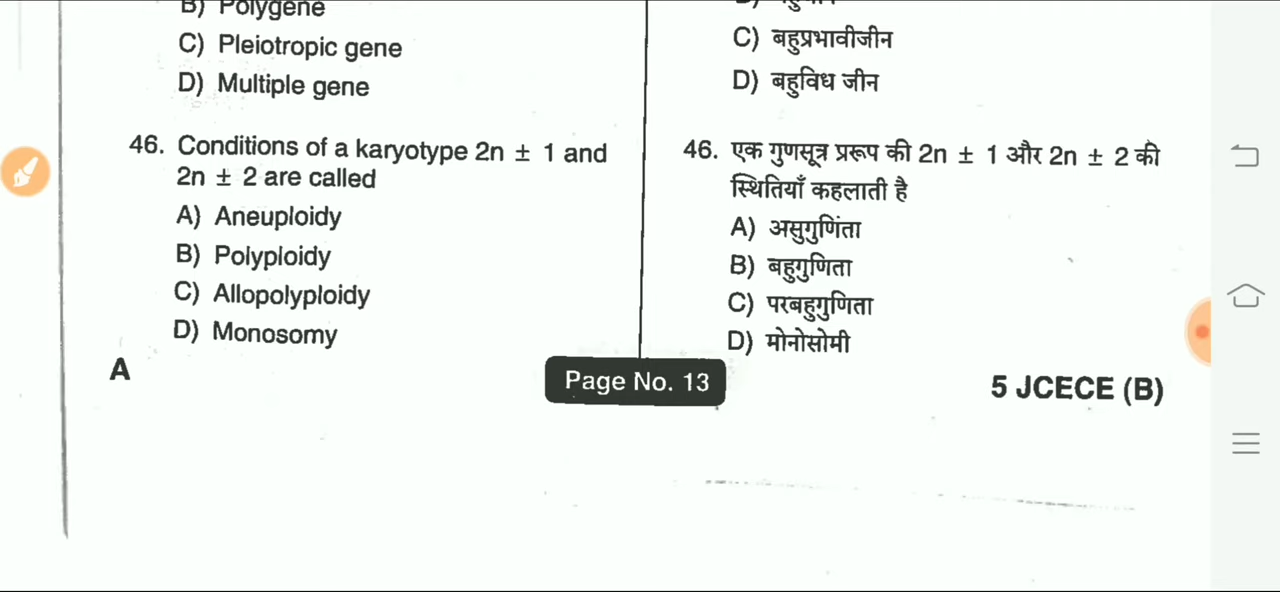 B) Polygene
C) Pleiotropic gene
D) Multiple gene
46. Conditions of a karyotype 2n ± 1 and
2n ± 2 are called
A) Aneuploidy
B) Polyploidy
C) Allopolyploidy
D) Monosomy
A
C) बहुप्रभावीजीन
D) बहुविध जीन
46. एक गुणसूत्र प्ररूप की 2n ± 1 और 2n ± 2 की
स्थितियाँ कहलाती है
A) असुगुणिंता
B) बहुगुणिता
C) परबहुगुणिता
D) मोनोसोमी
Page No. 13
5 JCECE (B)